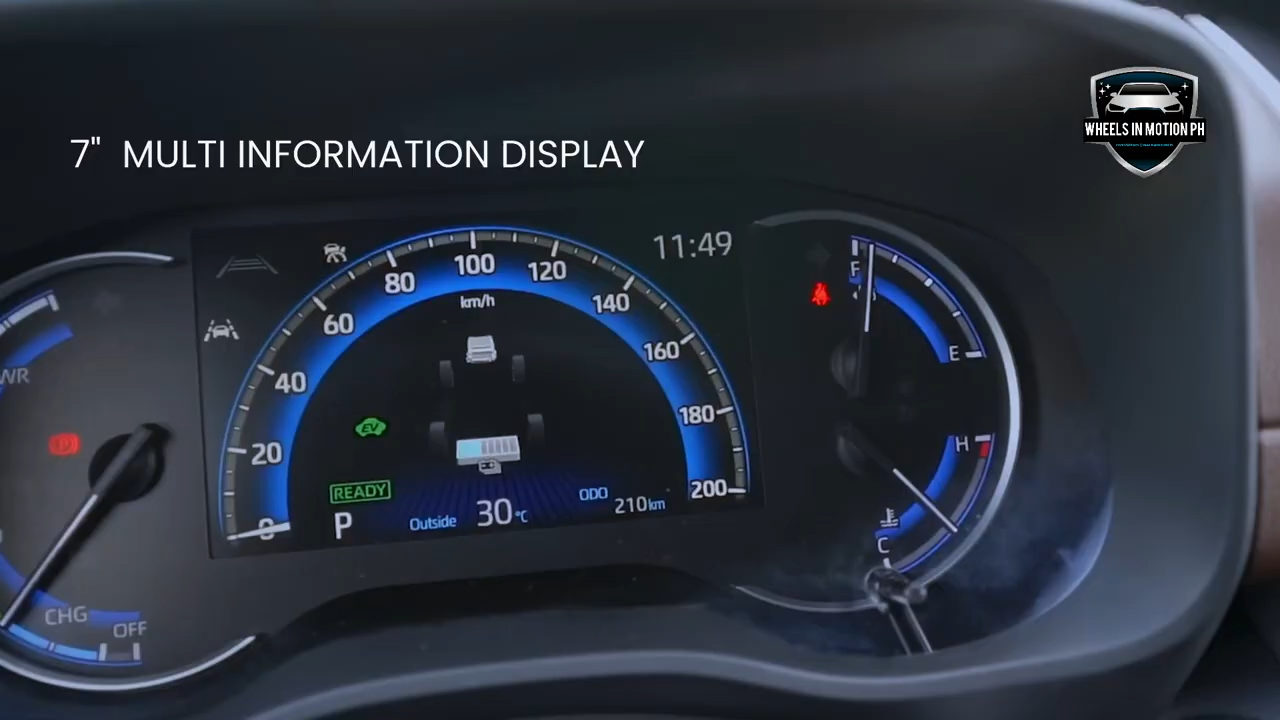 7" MULTI INFORMATION DISPLAY
WHEELS IN MOTION PH
11:49
0
20
40
60
80
100
120
140
160
180
200
km/h
EV
READY
P
Outside 30°C
ODO 210km
WR
P
CHG
OFF
F
E
H
C